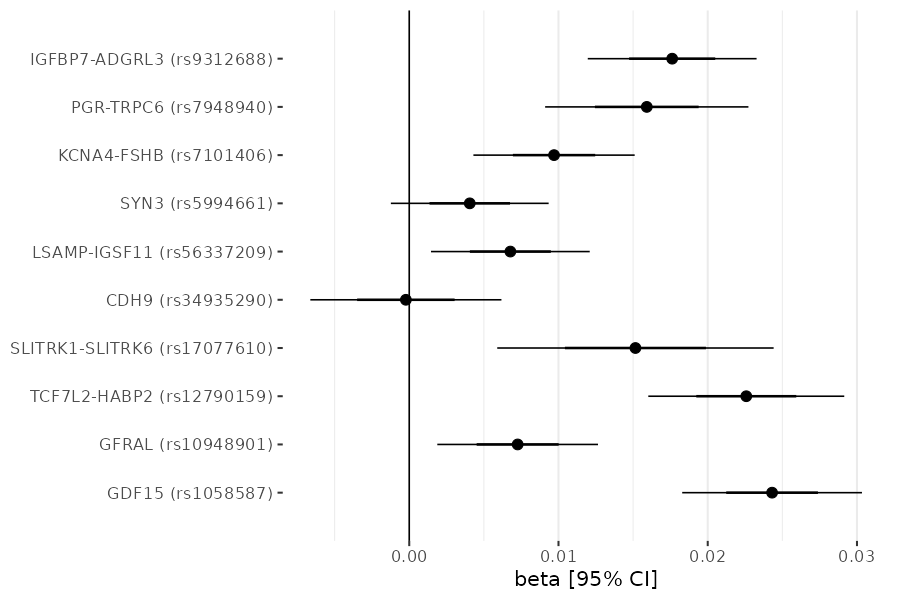 IGFBP7-ADGRL3 (rs9312688)
PGR-TRPC6 (rs7948940)
KCNA4-FSHB (rs7101406)
SYN3 (rs5994661)
LSAMP-IGSF11 (rs56337209)
CDH9 (rs34935290)
SLITRK1-SLITRK6 (rs17077610)
TCF7L2-HABP2 (rs12790159)
GFRAL (rs10948901)
GDF15 (rs1058587)
0.00 0.01 0.02 0.03
beta [95% CI]